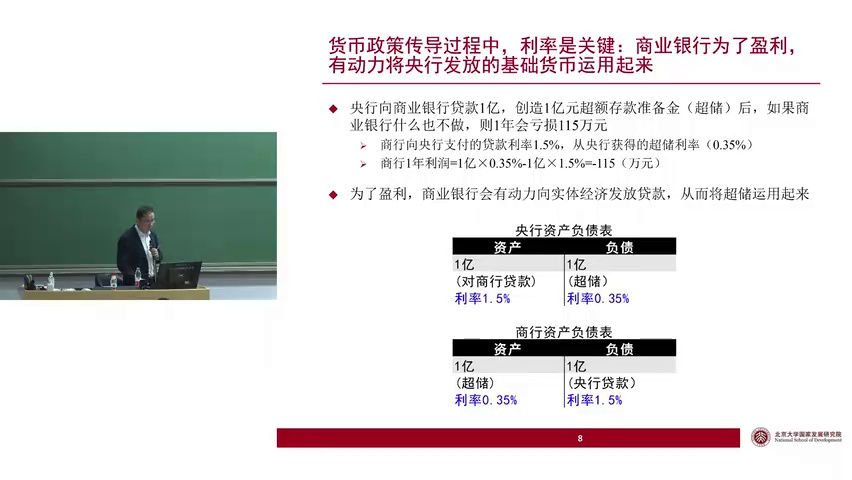 货币政策传导过程中，利率是关键：商业银行为了盈利，
有动力将央行发放的基础货币运用起来
央行向商业银行贷款1亿，创造1亿元超额存款准备金（超储）后，如果商
业银行什么也不做，则1年会亏损115万元
商行向央行支付的贷款利率1.5%，从央行获得的超储利率（0.35%）
商行1年利润=1亿×0.35%-1亿×1.5%=-115（万元）
为了盈利，商业银行会有动力向实体经济发放贷款，从而将超储运用起来
央行资产负债表
资产 负债
1亿 1亿
(对商行贷款) (超储)
利率1.5% 利率0.35%
商行资产负债表
资产 负债
1亿 1亿
(超储) (央行贷款)
利率0.35% 利率1.5%
8
北京大学国家发展研究院
National School of Development